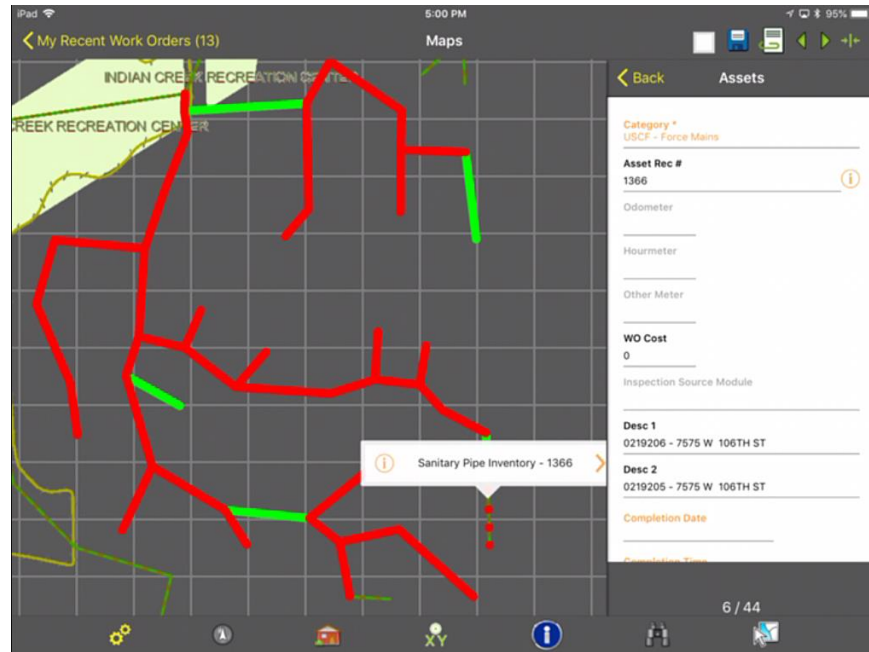 iPad 5:00 PM 95%
My Recent Work Orders (13) Maps
INDIAN CREEK RECREATION CENTER
CREEK RECREATION CENTER
Sanitary Pipe Inventory - 1366
Back Assets
Category *
USCF - Force Mains
Asset Rec #
1366
Odometer
Hourmeter
Other Meter
WO Cost
0
Inspection Source Module
Desc 1
0219206 - 7575 W 106TH ST
Desc 2
0219205 - 7575 W 106TH ST
Completion Date
Completion Time
6 / 44
XY